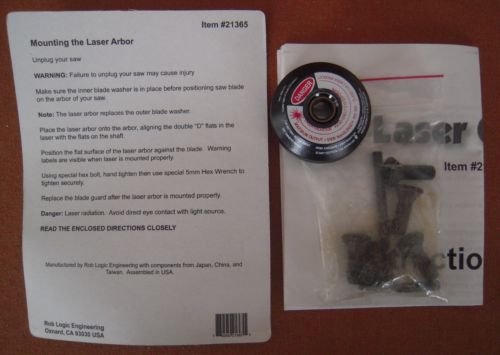 Item #21365
Mounting the Laser Arbor
Unplug your saw
WARNING: Failure to unplug your saw may cause injury
Make sure the inner blade washer is in place before positioning saw blade
on the arbor of your saw.
Note: The laser arbor replaces the outer blade washer.
Place the laser arbor onto the arbor, aligning the double "D" flats in the
laser with the flats on the shaft.
Position the flat surface of the laser arbor against the blade. Warning
labels are visible when laser is mounted properly.
Using special hex bolt, hand tighten then use special 5mm Hex Wrench to
tighten securely.
Replace the blade guard after the arbor is mounted properly.
Danger: Laser radiation. Avoid direct eye contact with light source.
READ THE ENCLOSED DIRECTIONS CLOSELY
Manufactured by Rob Logic Engineering with components from Japan, China, and
Taiwan. Assembled in USA.
Rob Logic Engineering
Oxnard, CA 93030 USA
DANGER
Laser
Item #2
ctio